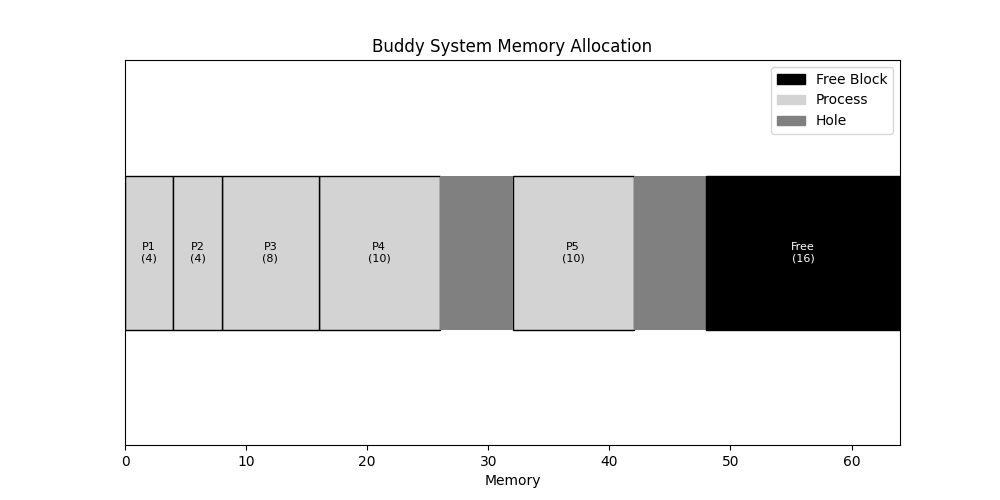 Buddy System Memory Allocation
Free Block
Process
Hole
P1
(4)
P2
(4)
P3
(8)
P4
(10)
P5
(10)
Free
(16)
0 10 20 30 40 50 60
Memory